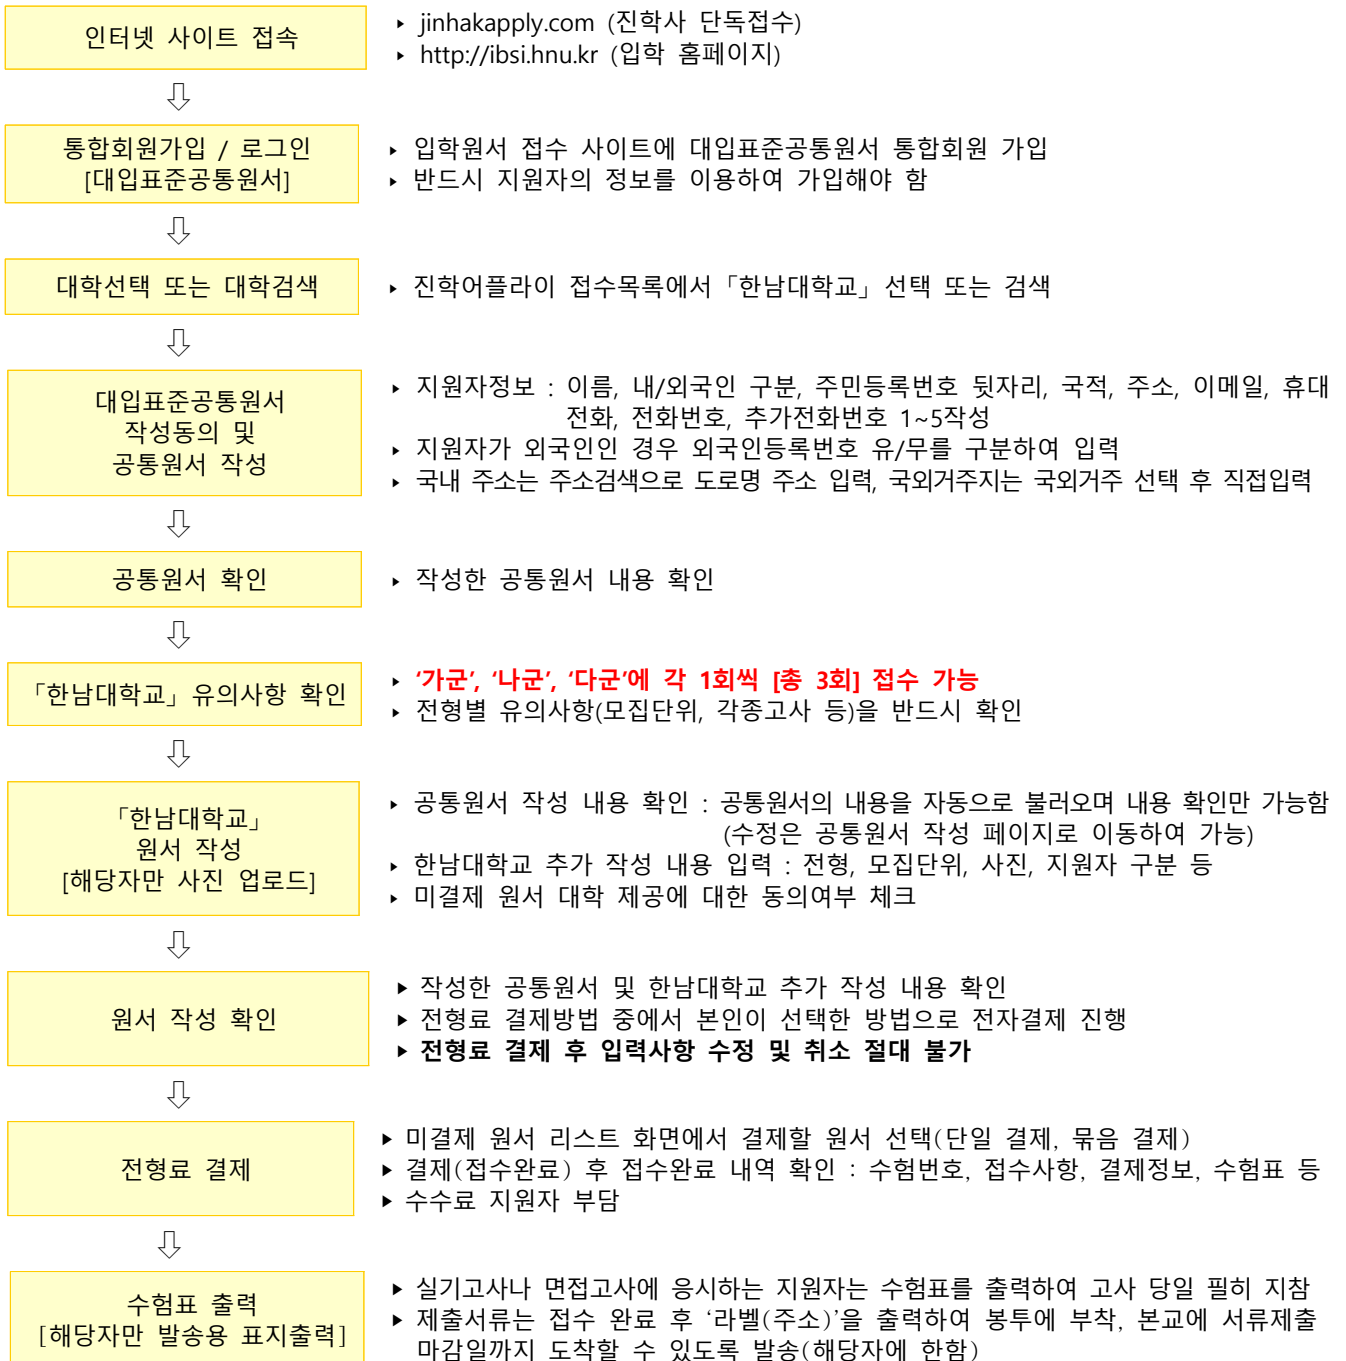 인터넷 사이트 접속
▸ jinhakapply.com (진학사 단독접수)
▸ http://ibsi.hnu.kr (입학 홈페이지)
⇩
통합회원가입 / 로그인
[대입표준공통원서]
▸ 입학원서 접수 사이트에 대입표준공통원서 통합회원 가입
▸ 반드시 지원자의 정보를 이용하여 가입해야 함
⇩
대학선택 또는 대학검색
▸ 진학어플라이 접수목록에서「한남대학교」선택 또는 검색
⇩
대입표준공통원서
작성동의 및
공통원서 작성
▸ 지원자정보 : 이름, 내/외국인 구분, 주민등록번호 뒷자리, 국적, 주소, 이메일, 휴대
전화, 전화번호, 추가전화번호 1~5작성
▸ 지원자가 외국인인 경우 외국인등록번호 유/무를 구분하여 입력
▸ 국내 주소는 주소검색으로 도로명 주소 입력, 국외거주지는 국외거주 선택 후 직접입력
⇩
공통원서 확인
▸ 작성한 공통원서 내용 확인
⇩
「한남대학교」유의사항 확인
▸ ‘가군’, ‘나군’, ‘다군’에 각 1회씩 [총 3회] 접수 가능
▸ 전형별 유의사항(모집단위, 각종고사 등)을 반드시 확인
⇩
「한남대학교」
원서 작성
[해당자만 사진 업로드]
▸ 공통원서 작성 내용 확인 : 공통원서의 내용을 자동으로 불러오며 내용 확인만 가능함
(수정은 공통원서 작성 페이지로 이동하여 가능)
▸ 한남대학교 추가 작성 내용 입력 : 전형, 모집단위, 사진, 지원자 구분 등
▸ 미결제 원서 대학 제공에 대한 동의여부 체크
⇩
원서 작성 확인
▸ 작성한 공통원서 및 한남대학교 추가 작성 내용 확인
▸ 전형료 결제방법 중에서 본인이 선택한 방법으로 전자결제 진행
▸ 전형료 결제 후 입력사항 수정 및 취소 절대 불가
⇩
전형료 결제
▸ 미결제 원서 리스트 화면에서 결제할 원서 선택(단일 결제, 묶음 결제)
▸ 결제(접수완료) 후 접수완료 내역 확인 : 수험번호, 접수사항, 결제정보, 수험표 등
▸ 수수료 지원자 부담
⇩
수험표 출력
[해당자만 발송용 표지출력]
▸ 실기고사나 면접고사에 응시하는 지원자는 수험표를 출력하여 고사 당일 필히 지참
▸ 제출서류는 접수 완료 후 ‘라벨(주소)’을 출력하여 봉투에 부착, 본교에 서류제출
마감일까지 도착할 수 있도록 발송(해당자에 한함)